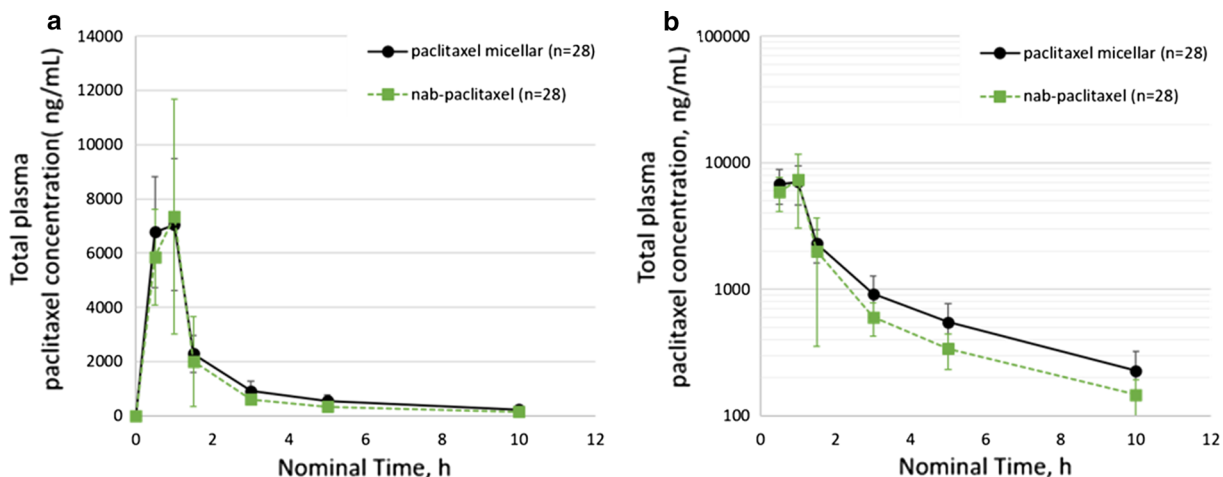 a
Total plasma
paclitaxel concentration( ng/mL)
14000
12000
10000
8000
6000
4000
2000
0
0 2 4 6 8 10 12
Nominal Time, h
paclitaxel micellar (n=28)
nab-paclitaxel (n=28)
b
Total plasma
paclitaxel concentration, ng/mL)
100000
10000
1000
100
0 2 4 6 8 10 12
Nominal Time, h
paclitaxel micellar (n=28)
nab-paclitaxel (n=28)